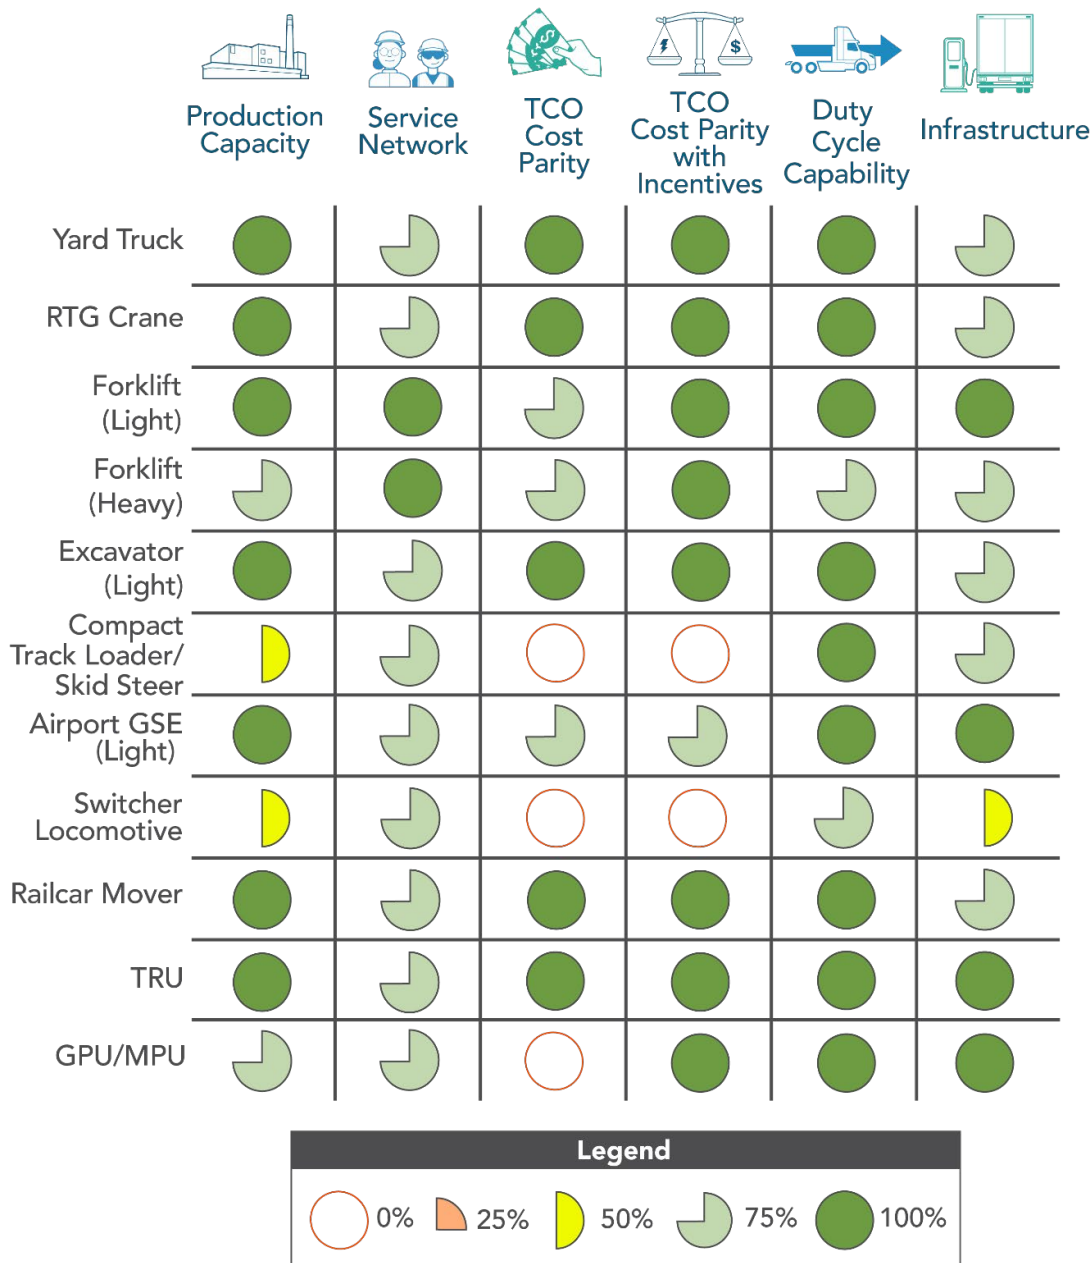 Production
Capacity
Service
Network
TCO
Cost
Parity
TCO
Cost Parity
with
Incentives
Duty
Cycle
Capability
Infrastructure
Yard Truck
RTG Crane
Forklift
(Light)
Forklift
(Heavy)
Excavator
(Light)
Compact
Track Loader/
Skid Steer
Airport GSE
(Light)
Switcher
Locomotive
Railcar Mover
TRU
GPU/MPU
Legend
0% 25% 50% 75% 100%